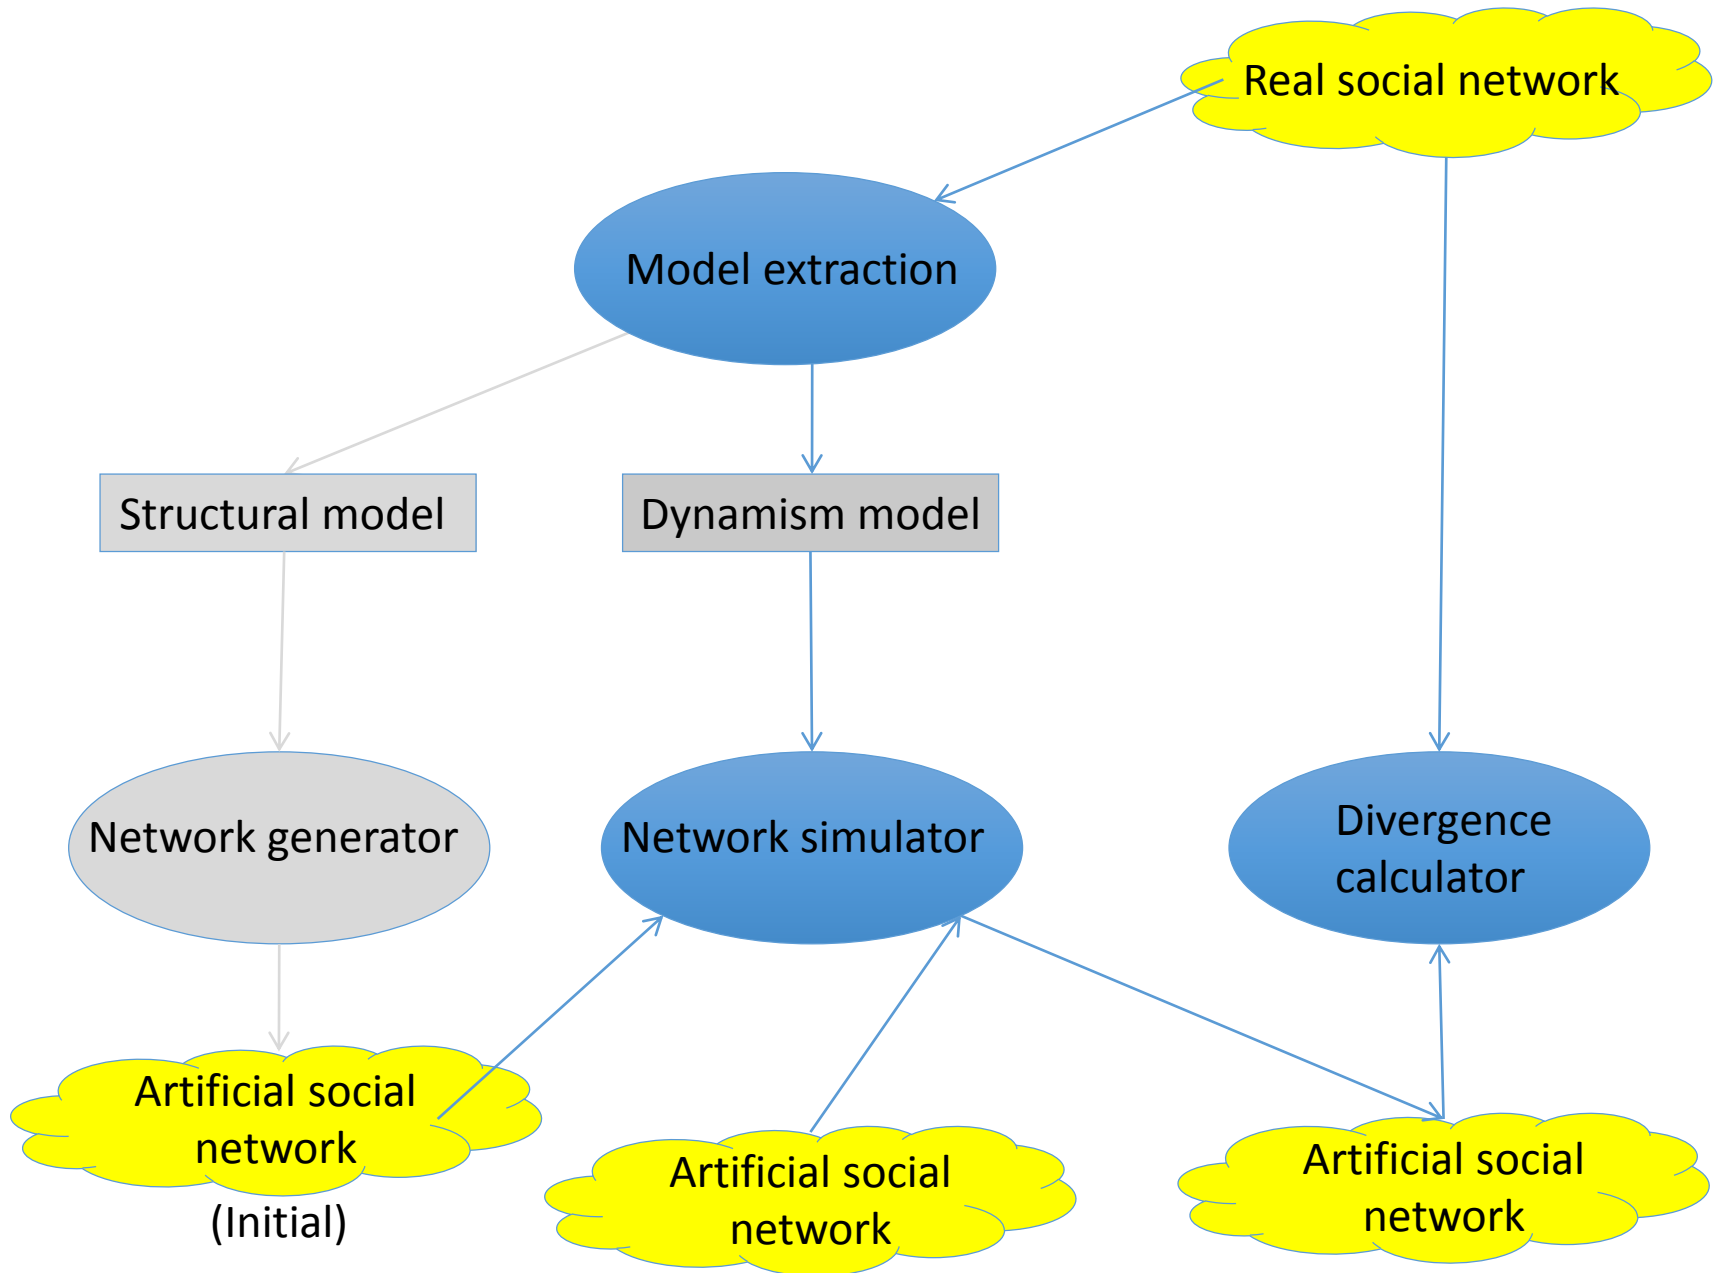 Real social network
Model extraction
Structural model
Dynamism model
Network generator
Network simulator
Divergence
calculator
Artificial social
network
(Initial)
Artificial social
network
Artificial social
network